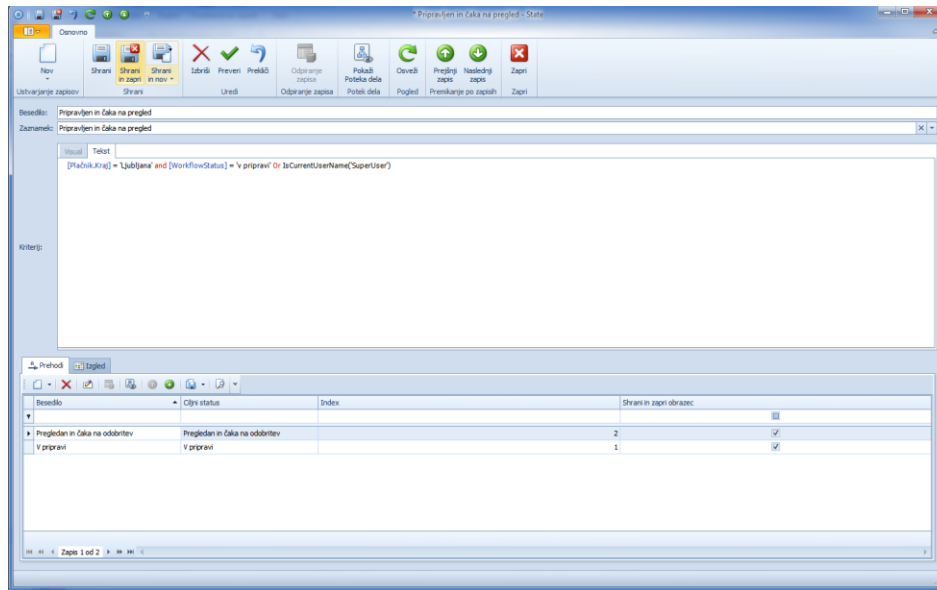 * Pripravljen in čaka na pregled - State
Osnovno
Nov
Shrani
Shrani in zapri
Shrani in nov
Izbriši
Preveri
Prekliči
Odpiranje zapisa
Pokaži Poteka dela
Osveži
Prejšnji zapis
Naslednji zapis
Zapri
Ustvarjanje zapisov
Shrani
Uredi
Odpiranje zapisa
Potek dela
Pogled
Premikanje po zapisih
Zapri
Besedilo: Pripravljen in čaka na pregled
Zaznamek: Pripravljen in čaka na pregled
Visual Tekst
[Plačnik.Kraj] = 'Ljubljana' and [WorkflowStatus] = 'v pripravi' Or IsCurrentUserName('SuperUser')
Kriterij:
Prehodi Izgled
Besedilo Ciljni status Index Shrani in zapri obrazec
Pregledan in čaka na odobritev Pregledan in čaka na odobritev 2
V pripravi V pripravi 1
Zapis 1 od 2